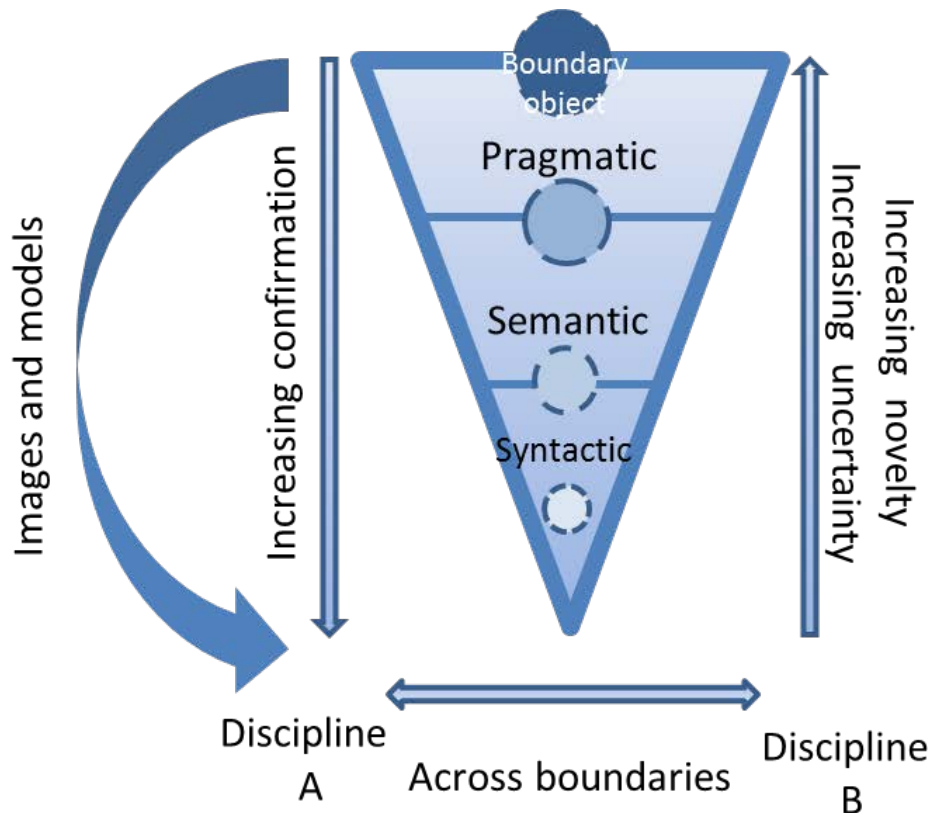 Boundary
object
Pragmatic
Semantic
Syntactic
Images and models
Increasing confirmation
Increasing uncertainty
Increasing novelty
Discipline
A
Across boundaries
Discipline
B